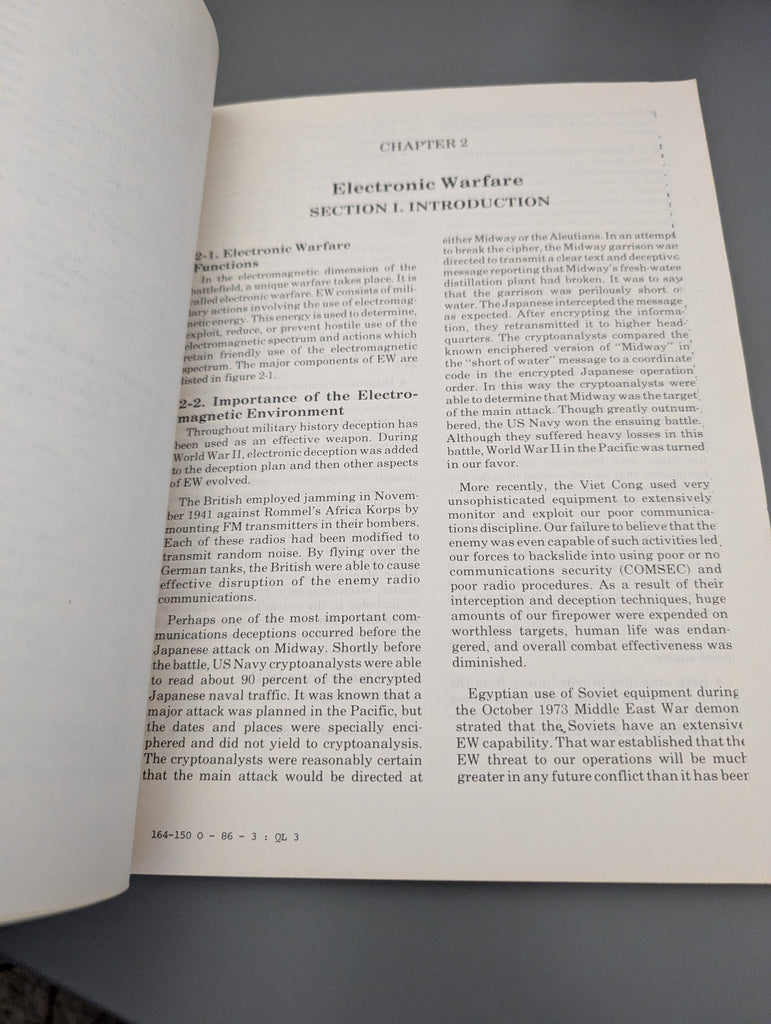 CHAPTER 2
Electronic Warfare
SECTION I. INTRODUCTION
2-1. Electronic Warfare
Functions
In the electromagnetic dimension of the
battlefield, a unique warfare takes place. It is
called electronic warfare. EW consists of mili-
tary actions involving the use of electromag-
netic energy. This energy is used to determine,
exploit, reduce, or prevent hostile use of the
electromagnetic spectrum and actions which
retain friendly use of the electromagnetic
spectrum. The major components of EW are
listed in figure 2-1.
2-2. Importance of the Electro-
magnetic Environment
Throughout military history deception has
been used as an effective weapon. During
World War II, electronic deception was added
to the deception plan and then other aspects
of EW evolved.
The British employed jamming in Novem-
ber 1941 against Rommel's Africa Korps by
mounting FM transmitters in their bombers.
Each of these radios had been modified to
transmit random noise. By flying over the
German tanks, the British were able to cause
effective disruption of the enemy radio
communications.
Perhaps one of the most important com-
munications deceptions occurred before the
Japanese attack on Midway. Shortly before
the battle, US Navy cryptoanalysts were able
to read about 90 percent of the encrypted
Japanese naval traffic. It was known that a
major attack was planned in the Pacific, but
the dates and places were specially enci-
phered and did not yield to cryptoanalysis.
The cryptoanalysts were reasonably certain
that the main attack would be directed at
either Midway or the Aleutians. In an attempt
to break the cipher, the Midway garrison was
directed to transmit a clear text and deceptive
message reporting that Midway's fresh-water
distillation plant had broken. It was to say
that the garrison was perilously short o
water. The Japanese intercepted the message
as expected. After encrypting the informa-
tion, they retransmitted it to higher head-
quarters. The cryptoanalysts compared the
known enciphered version of "Midway" in
the "short of water" message to a coordinate
code in the encrypted Japanese operation
order. In this way the cryptoanalysts were
able to determine that Midway was the target
of the main attack. Though greatly outnum-
bered, the US Navy won the ensuing battle.
Although they suffered heavy losses in this
battle, World War II in the Pacific was turned
in our favor.
More recently, the Viet Cong used very
unsophisticated equipment to extensively
monitor and exploit our poor communica-
tions discipline. Our failure to believe that the
enemy was even capable of such activities led
our forces to backslide into using poor or no
communications security (COMSEC) and
poor radio procedures. As a result of their
interception and deception techniques, huge
amounts of our firepower were expended on
worthless targets, human life was endan-
gered, and overall combat effectiveness was
diminished.
Egyptian use of Soviet equipment during
the October 1973 Middle East War demon
strated that the Soviets have an extensive
EW capability. That war established that the
EW threat to our operations will be much
greater in any future conflict than it has been
164-150 O - 86 - 3 : QL 3